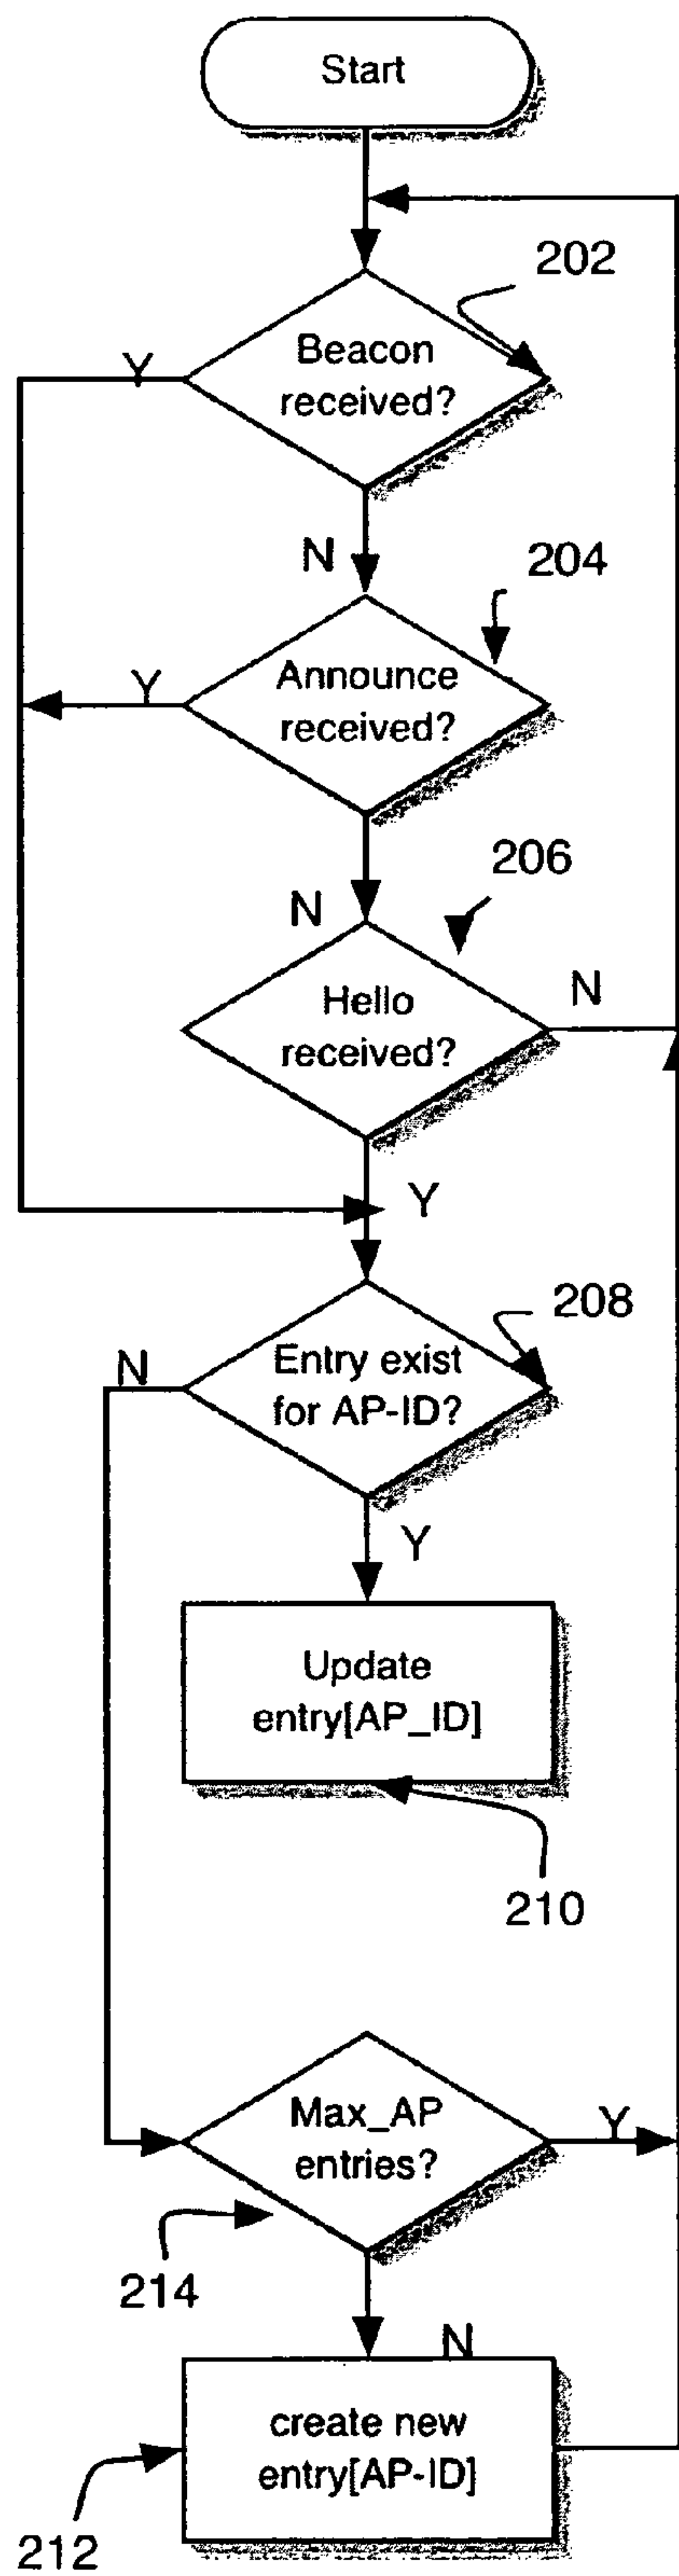 Start
202
Beacon
received?
Y
N
204
Announce
received?
Y
206
N
Hello
received?
N
Y
208
Entry exist
for AP-ID?
N
Y
Update
entry[AP_ID]
210
Max_AP
entries?
Y
214
N
create new
entry[AP-ID]
212